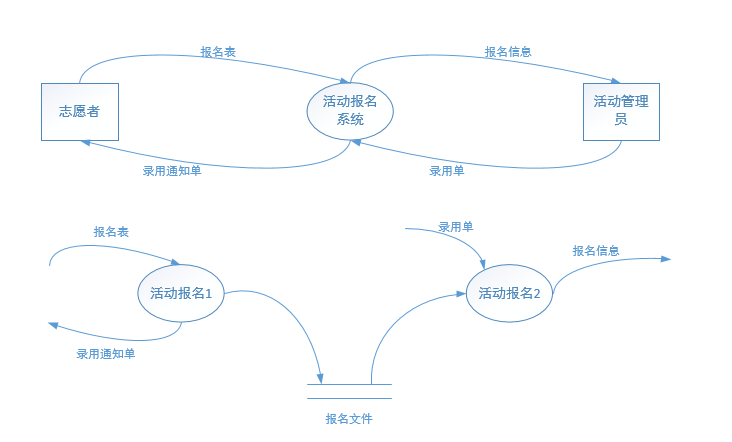 报名表
报名信息
志愿者
活动报名
系统
活动管理
员
录用通知单
录用单
报名表
录用单
报名信息
活动报名1
活动报名2
录用通知单
报名文件